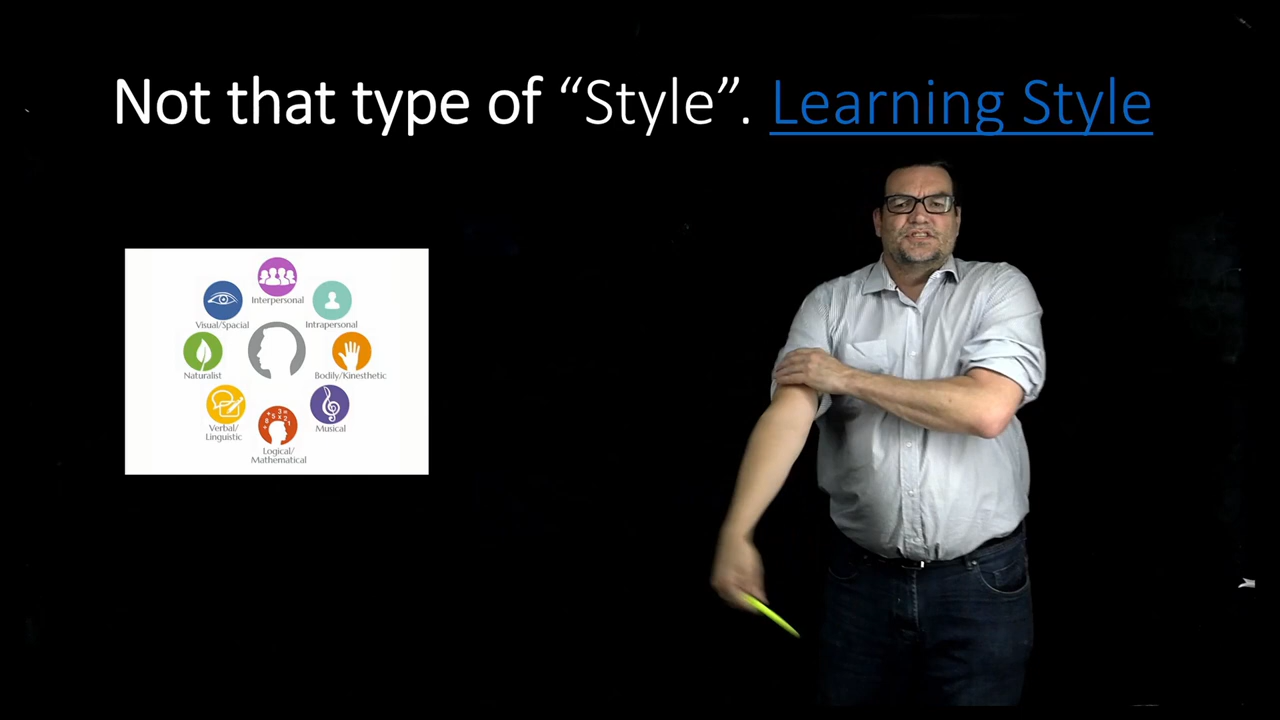 Not that type of “Style”. Learning Style
Interpersonal
Visual/Spacial
Intrapersonal
Naturalist
Bodily/Kinesthetic
Verbal/
Linguistic
Musical
Logical/
Mathematical